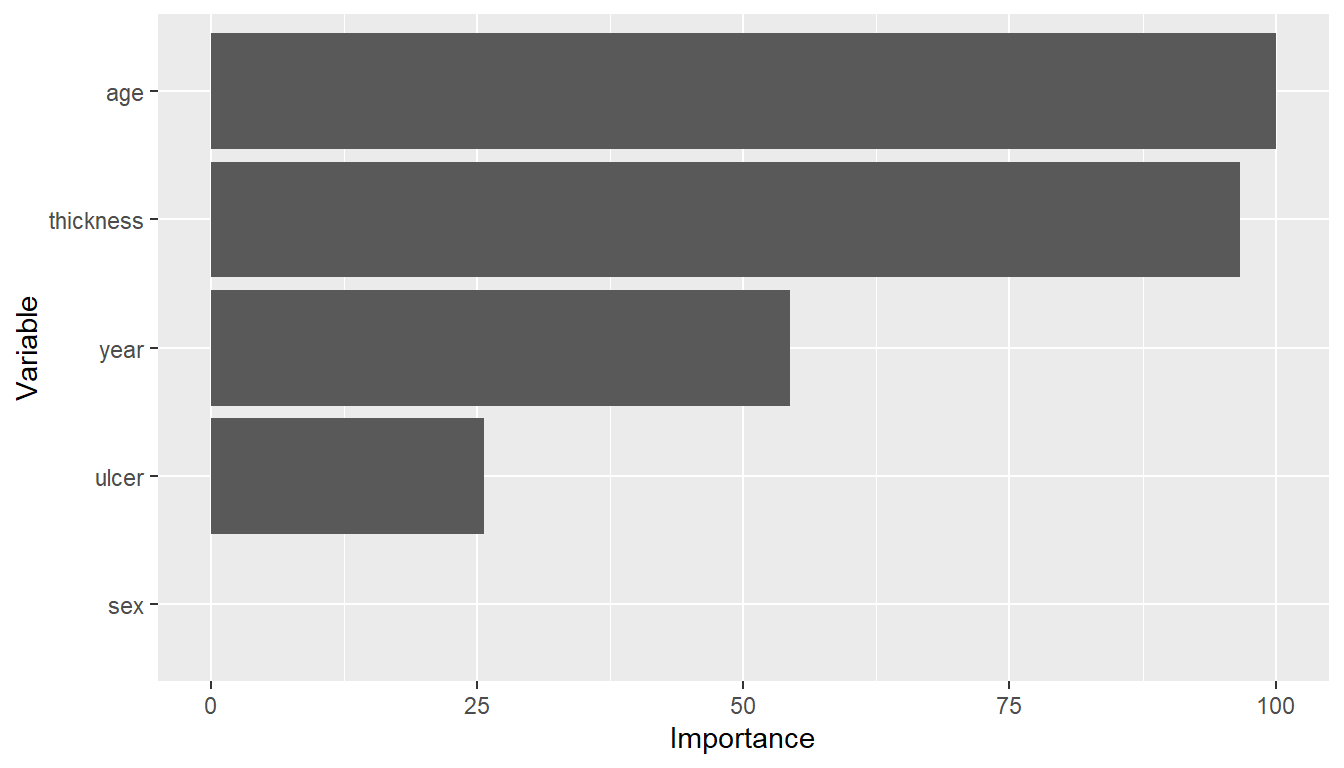 Variable
age
thickness
year
ulcer
sex
0 25 50 75 100
Importance